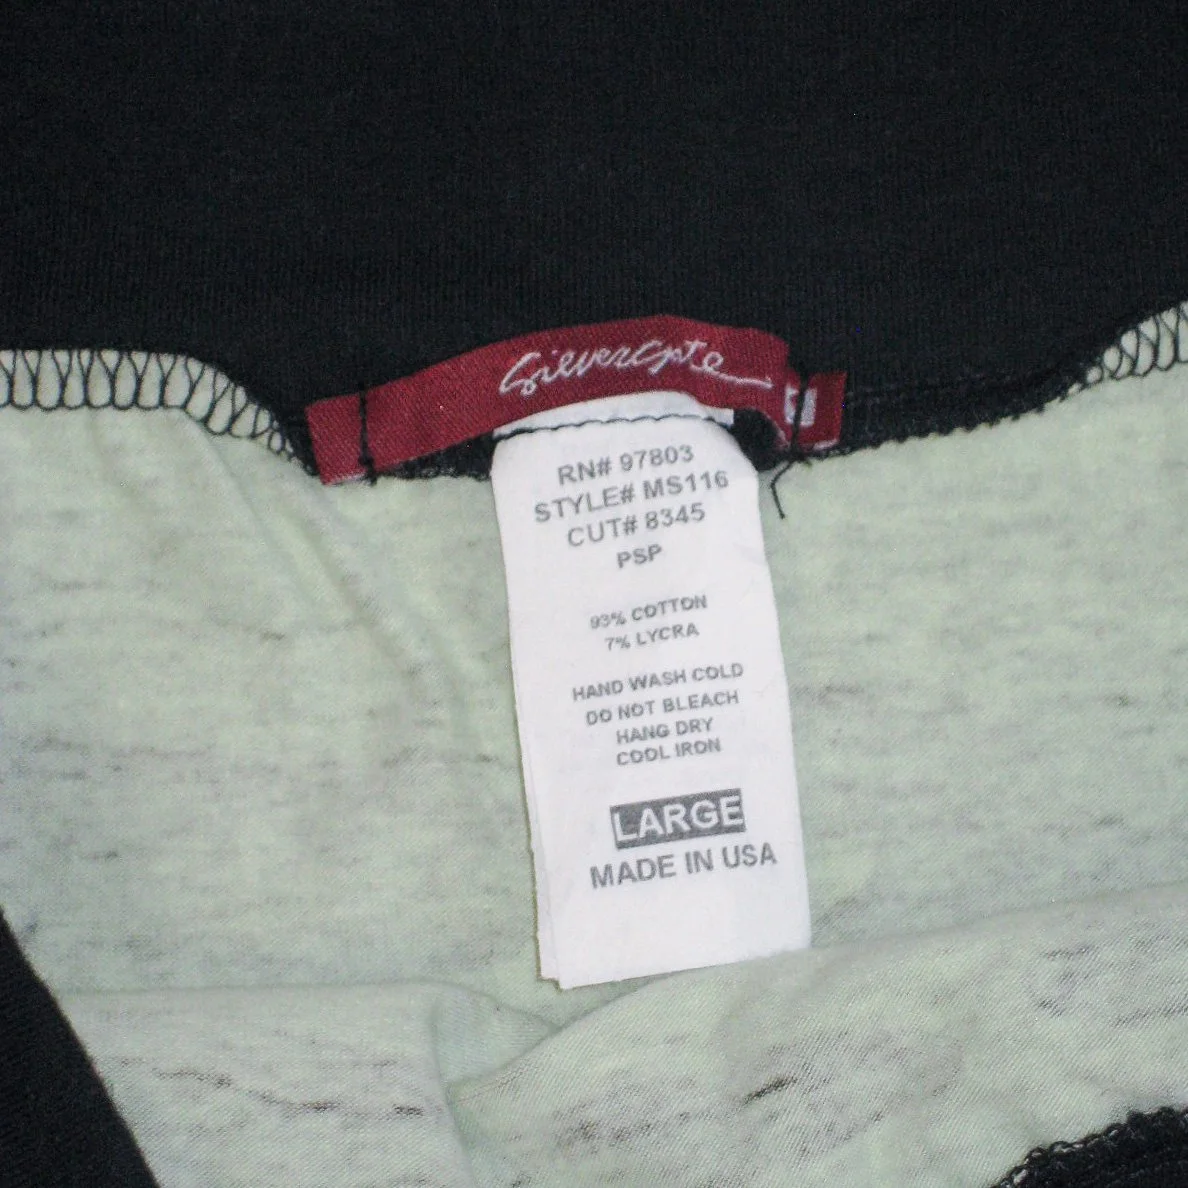 SilverGate
RN# 97803
STYLE# MS116
CUT# 8345
PSP
93% COTTON
7% LYCRA
HAND WASH COLD
DO NOT BLEACH
HANG DRY
COOL IRON
LARGE
MADE IN USA